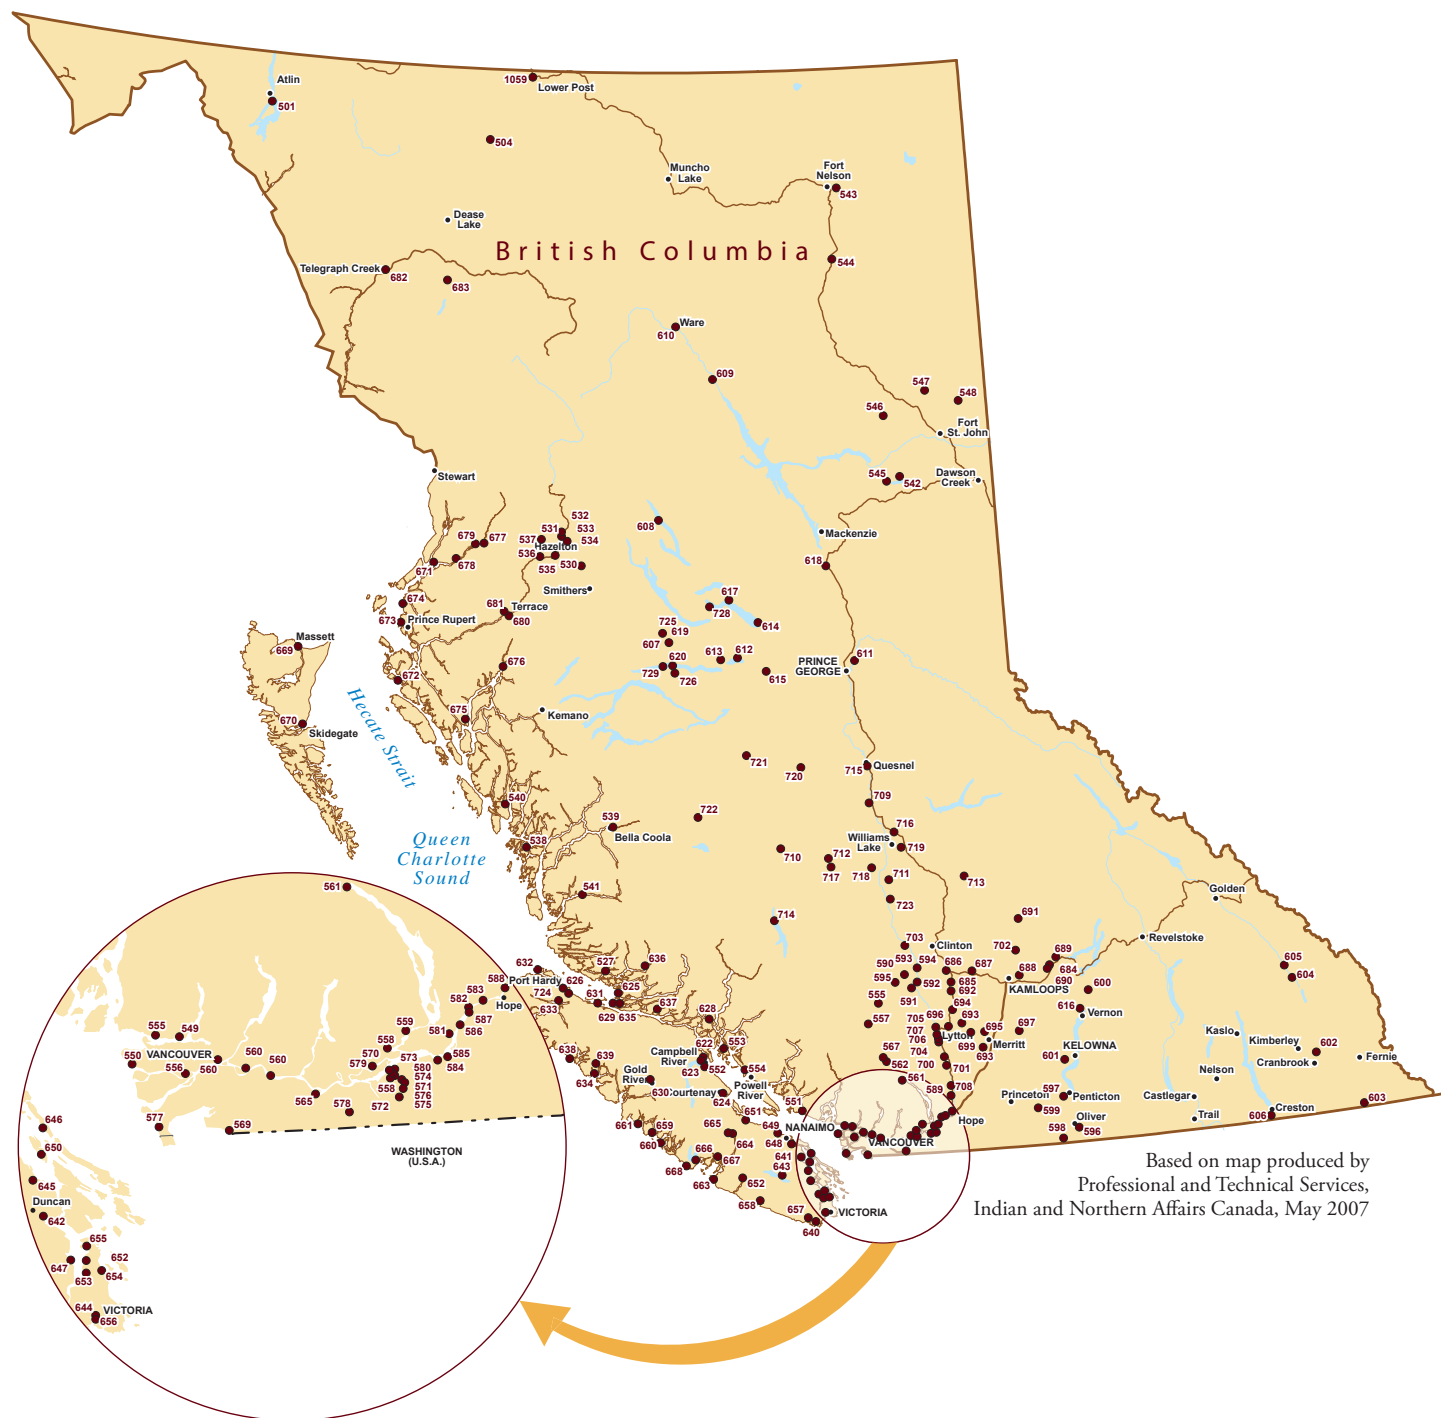 Atlin
501
1059
Lower Post
504
Muncho
Lake
Fort
Nelson
543
Dease
Lake
British Columbia
544
Telegraph Creek
682
683
Ware
610
609
547
548
546
Fort
St. John
Stewart
545
542
Dawson
Creek
532
531
533
537
534
Hazelton
536
535
530
679
677
678
671
608
Mackenzie
618
Smithers
674
673
Prince Rupert
681
Terrace
680
617
728
614
725
619
607
620
613
612
729
726
615
PRINCE
GEORGE
611
Massett
669
672
676
670
Skidegate
Hecate Strait
675
Kemano
721
720
715
Quesnel
709
540
539
Bella Coola
722
716
Williams
Lake
719
Queen
Charlotte
Sound
538
710
712
717
718
711
713
723
541
714
691
Golden
Revelstoke
703
Clinton
702
689
684
690
688
KAMLOOPS
593
594
590
595
591
592
686
687
685
692
694
605
604
600
616
Vernon
632
527
636
Port Hardy
626
724
633
631
625
629
635
637
555
557
628
705
696
693
707
Lytton
706
695
699
693
Merritt
697
704
700
701
Kaslo
Kimberley
602
Cranbrook
Fernie
601
KELOWNA
638
639
634
Campbell
River
622
553
623
552
554
Powell
River
567
562
561
589
708
Gold
River
630
Courtenay
624
551
Princeton
599
597
Penticton
Oliver
598
596
Nelson
Castlegar
Trail
Creston
606
603
Hope
651
661
659
660
665
664
649
NANAIMO
648
VANCOUVER
666
667
668
663
641
643
652
658
657
640
VICTORIA
561
588
Hope
583
582
587
586
581
585
584
559
570
558
579
573
580
574
558
571
576
572
575
555
549
550
VANCOUVER
556
560
560
560
565
578
577
569
WASHINGTON
(U.S.A.)
646
650
645
Duncan
642
655
647
652
653
654
644
VICTORIA
656
Based on map produced by
Professional and Technical Services,
Indian and Northern Affairs Canada, May 2007